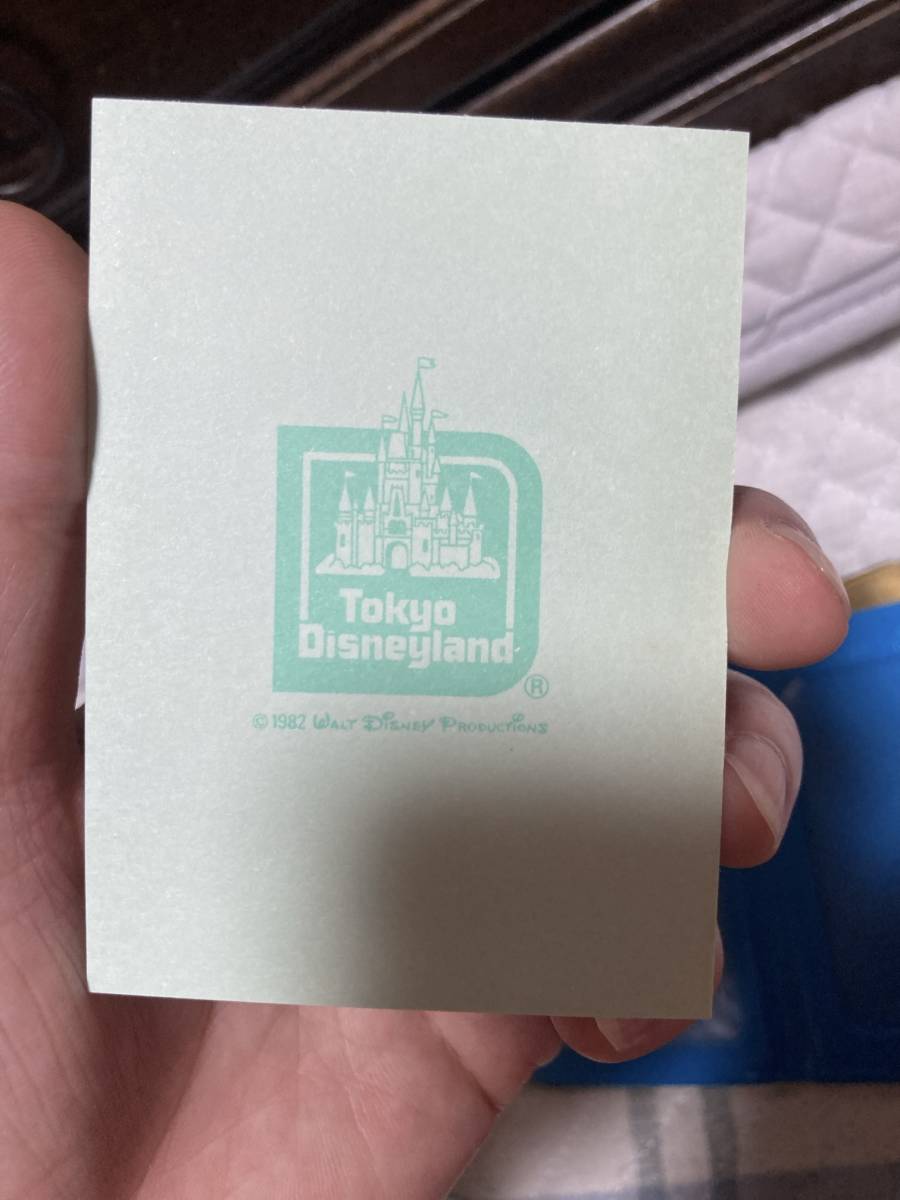 Tokyo
Disneyland
®
© 1982 WALT DISNEY PRODUCTIONS